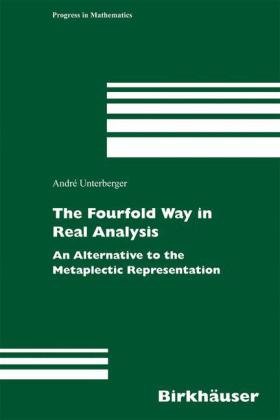 Progress in Mathematics
André Unterberger
The Fourfold Way in
Real Analysis
An Alternative to the
Metaplectic Representation
Birkhäuser